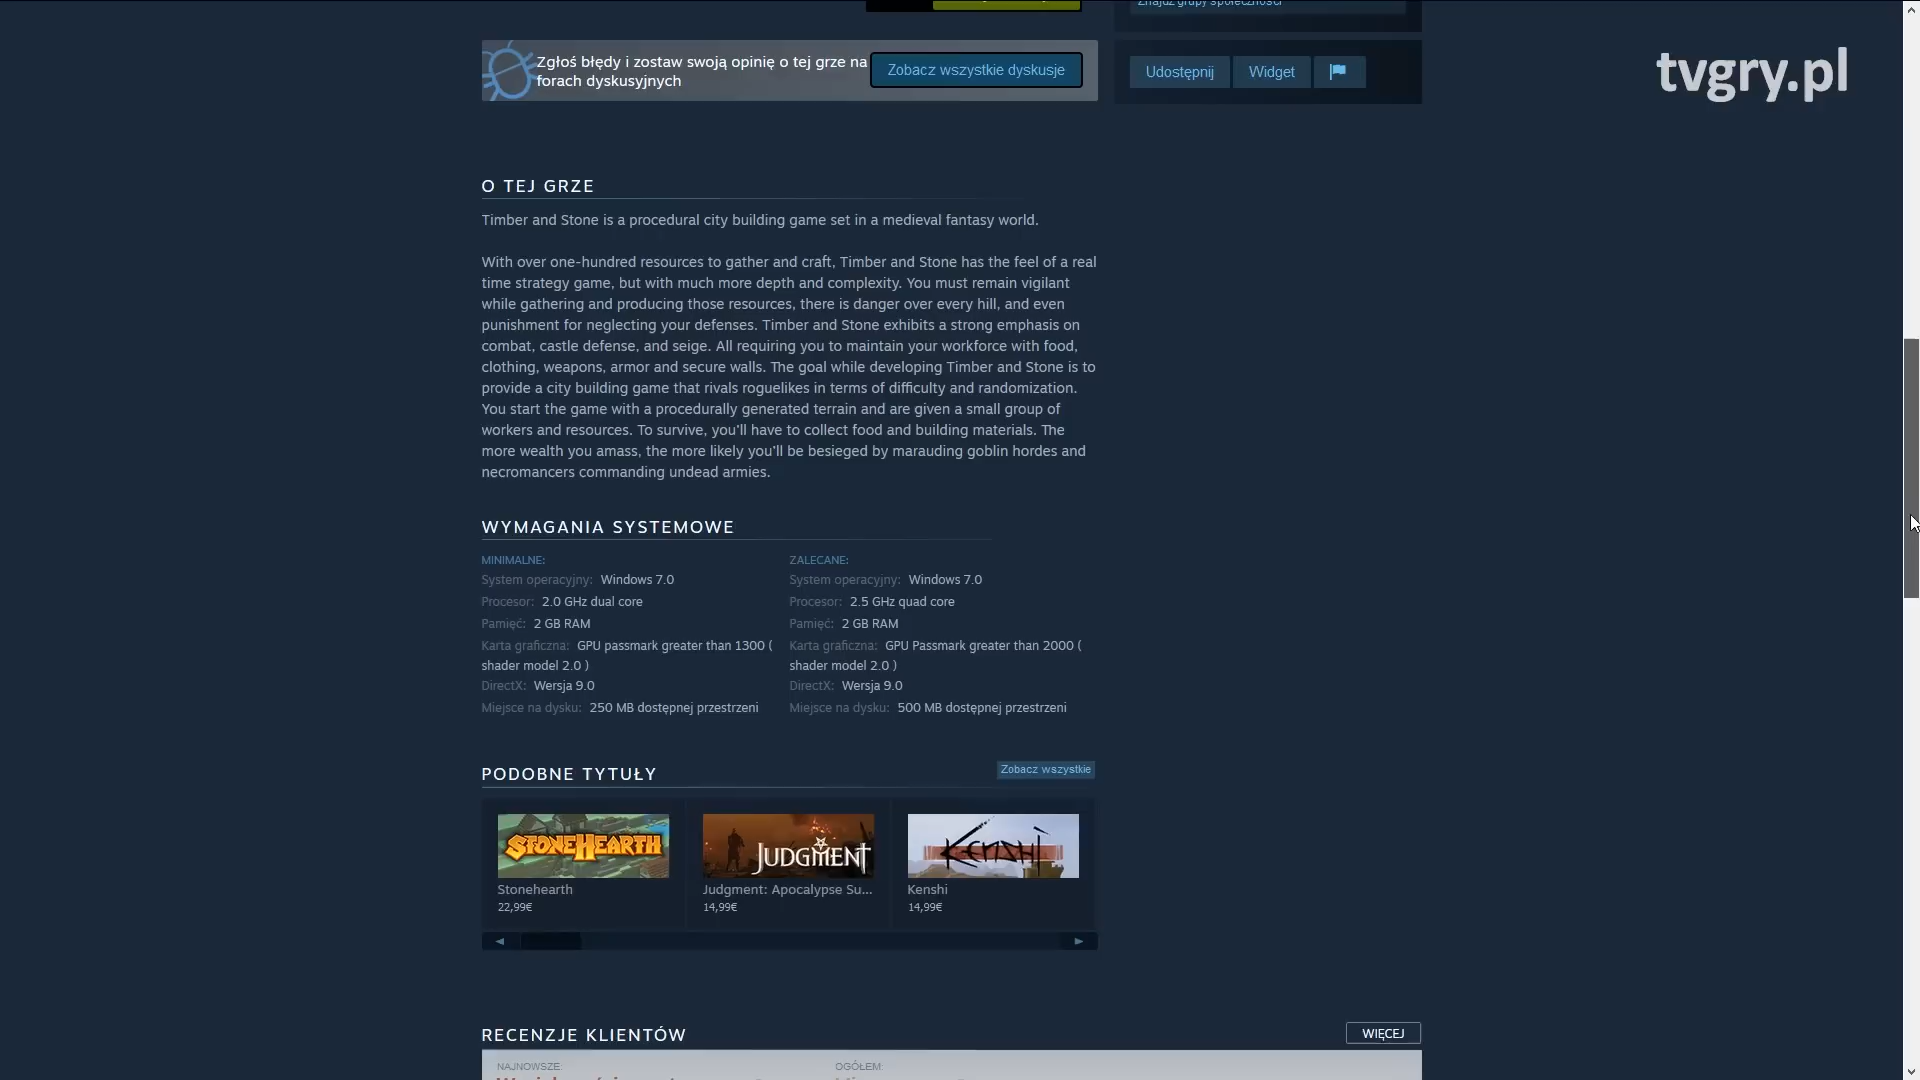 Znajdź grupy społeczności
Zgłoś błędy i zostaw swoją opinię o tej grze na
forach dyskusyjnych
Zobacz wszystkie dyskusje
Udostępnij
Widget
tvgry.pl
O TEJ GRZE
Timber and Stone is a procedural city building game set in a medieval fantasy world.
With over one-hundred resources to gather and craft, Timber and Stone has the feel of a real
time strategy game, but with much more depth and complexity. You must remain vigilant
while gathering and producing those resources, there is danger over every hill, and even
punishment for neglecting your defenses. Timber and Stone exhibits a strong emphasis on
combat, castle defense, and seige. All requiring you to maintain your workforce with food,
clothing, weapons, armor and secure walls. The goal while developing Timber and Stone is to
provide a city building game that rivals roguelikes in terms of difficulty and randomization.
You start the game with a procedurally generated terrain and are given a small group of
workers and resources. To survive, you'll have to collect food and building materials. The
more wealth you amass, the more likely you'll be besieged by marauding goblin hordes and
necromancers commanding undead armies.
WYMAGANIA SYSTEMOWE
MINIMALNE:
System operacyjny: Windows 7.0
Procesor: 2.0 GHz dual core
Pamięć: 2 GB RAM
Karta graficzna: GPU passmark greater than 1300 (
shader model 2.0 )
DirectX: Wersja 9.0
Miejsce na dysku: 250 MB dostępnej przestrzeni
ZALECANE:
System operacyjny: Windows 7.0
Procesor: 2.5 GHz quad core
Pamięć: 2 GB RAM
Karta graficzna: GPU Passmark greater than 2000 (
shader model 2.0 )
DirectX: Wersja 9.0
Miejsce na dysku: 500 MB dostępnej przestrzeni
PODOBNE TYTUŁY
Zobacz wszystkie
STONEHEARTH
Stonehearth
22,99€
JUDGMENT
Judgment: Apocalypse Su...
14,99€
KENSHI
Kenshi
14,99€
RECENZJE KLIENTÓW
WIĘCEJ
NAJNOWSZE:
OGÓŁEM: